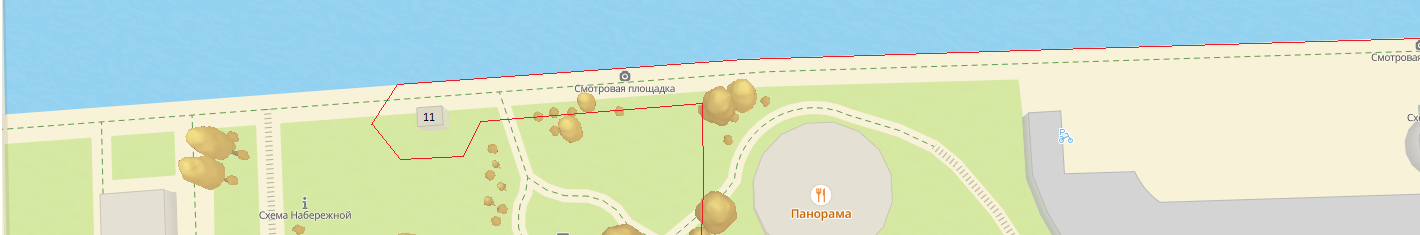 Смотровая
Смотровая площадка
11
Схема Набережной
Панорама